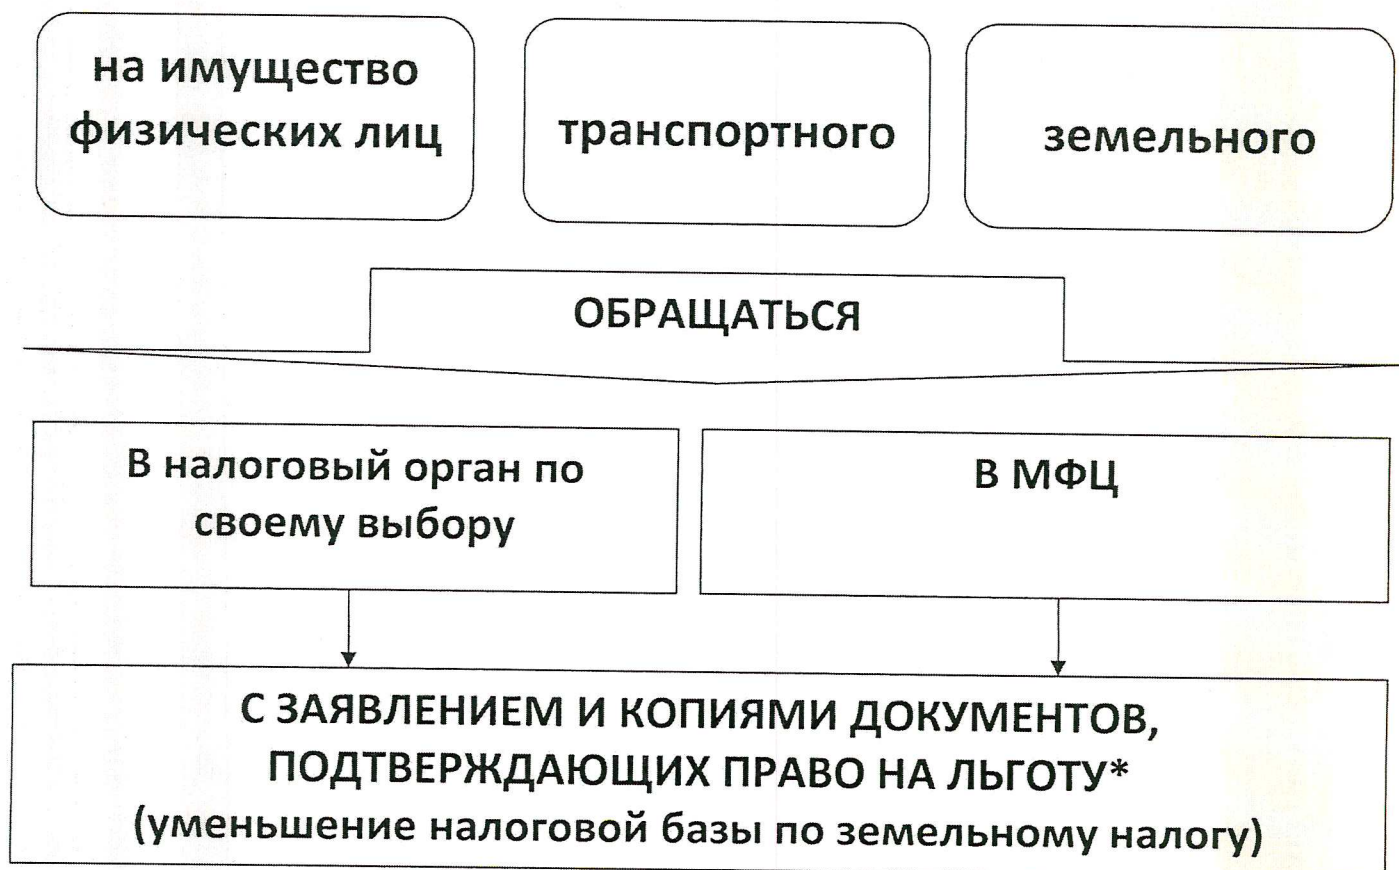 на имущество
физических лиц
транспортного
земельного
ОБРАЩАТЬСЯ
В налоговый орган по
своему выбору
В МФЦ
С ЗАЯВЛЕНИЕМ И КОПИЯМИ ДОКУМЕНТОВ,
ПОДТВЕРЖДАЮЩИХ ПРАВО НА ЛЬГОТУ*
(уменьшение налоговой базы по земельному налогу)